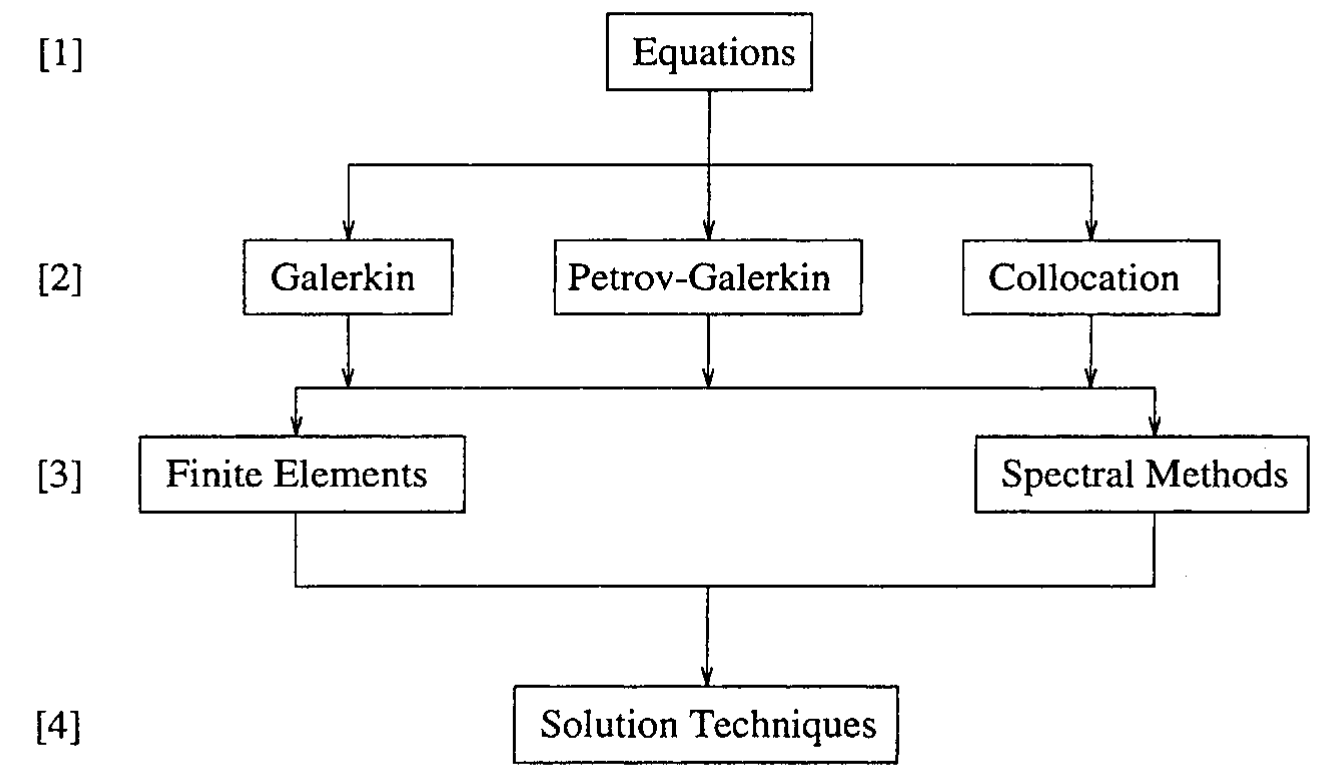 [1] Equations
[2] Galerkin Petrov-Galerkin Collocation
[3] Finite Elements Spectral Methods
[4] Solution Techniques